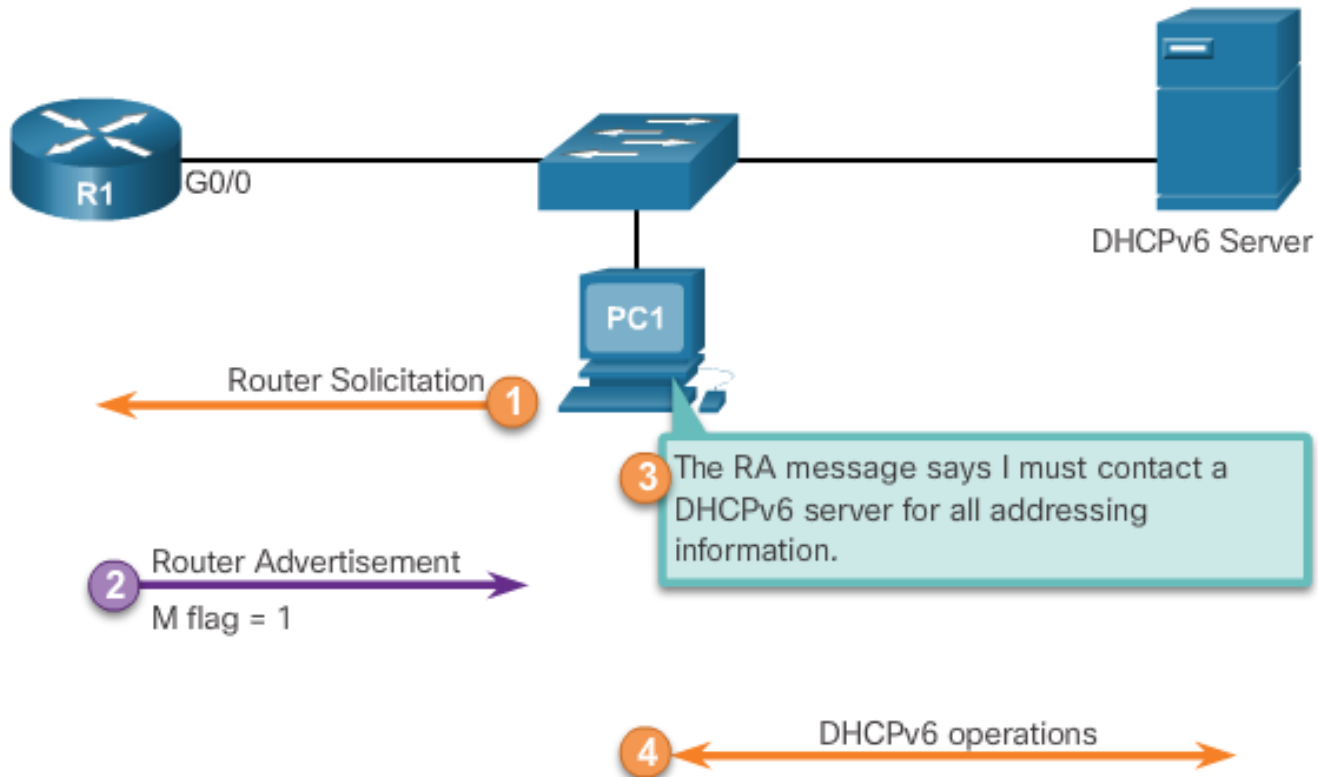 R1
G0/0
DHCPv6 Server
PC1
Router Solicitation
1
3
The RA message says I must contact a
DHCPv6 server for all addressing
information.
2
Router Advertisement
M flag = 1
4
DHCPv6 operations